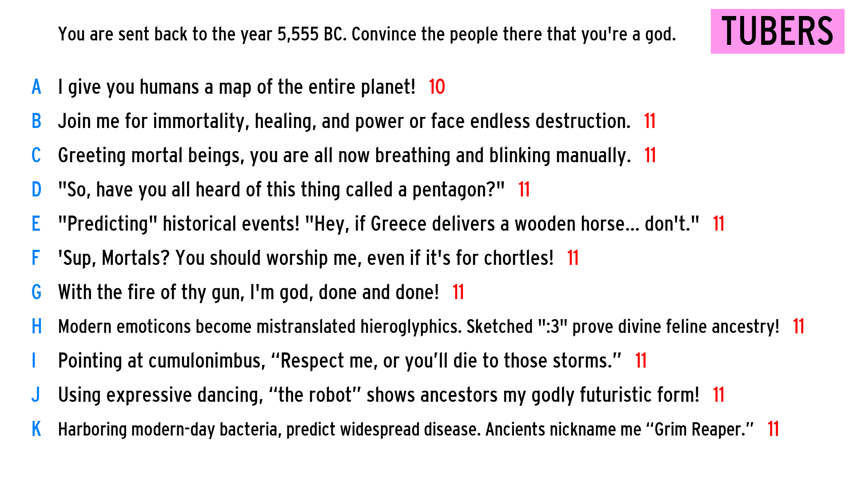 You are sent back to the year 5,555 BC. Convince the people there that you're a god.
TUBERS
A I give you humans a map of the entire planet! 10
B Join me for immortality, healing, and power or face endless destruction. 11
C Greeting mortal beings, you are all now breathing and blinking manually. 11
D "So, have you all heard of this thing called a pentagon?" 11
E "Predicting" historical events! "Hey, if Greece delivers a wooden horse... don't." 11
F 'Sup, Mortals? You should worship me, even if it's for chortles! 11
G With the fire of thy gun, I'm god, done and done! 11
H Modern emoticons become mistranslated hieroglyphics. Sketched ":3" prove divine feline ancestry! 11
I Pointing at cumulonimbus, “Respect me, or you’ll die to those storms.” 11
J Using expressive dancing, “the robot” shows ancestors my godly futuristic form! 11
K Harboring modern-day bacteria, predict widespread disease. Ancients nickname me “Grim Reaper.” 11